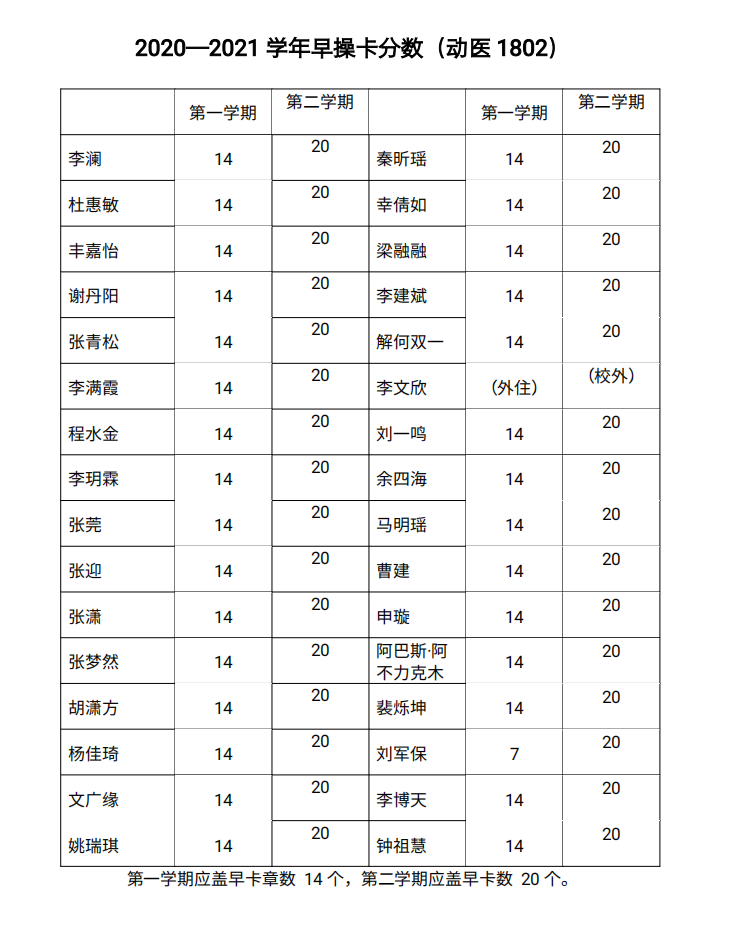 2020—2021 学年早操卡分数（动医 1802）
第一学期 第二学期 第一学期 第二学期
李澜 14 20 秦昕瑶 14 20
杜惠敏 14 20 幸倩如 14 20
丰嘉怡 14 20 梁融融 14 20
谢丹阳 14 20 李建斌 14 20
张青松 14 20 解何双一 14 20
李满霞 14 20 李文欣 （外住） （校外）
程水金 14 20 刘一鸣 14 20
李玥霖 14 20 余四海 14 20
张莞 14 20 马明瑶 14 20
张迎 14 20 曹建 14 20
张潇 14 20 申璇 14 20
张梦然 14 20 阿巴斯·阿
不力克木 14 20
胡潇方 14 20 裴烁坤 14 20
杨佳琦 14 20 刘军保 7 20
文广缘 14 20 李博天 14 20
姚瑞琪 14 20 钟祖慧 14 20
第一学期应盖早卡章数 14 个，第二学期应盖早卡数 20 个。